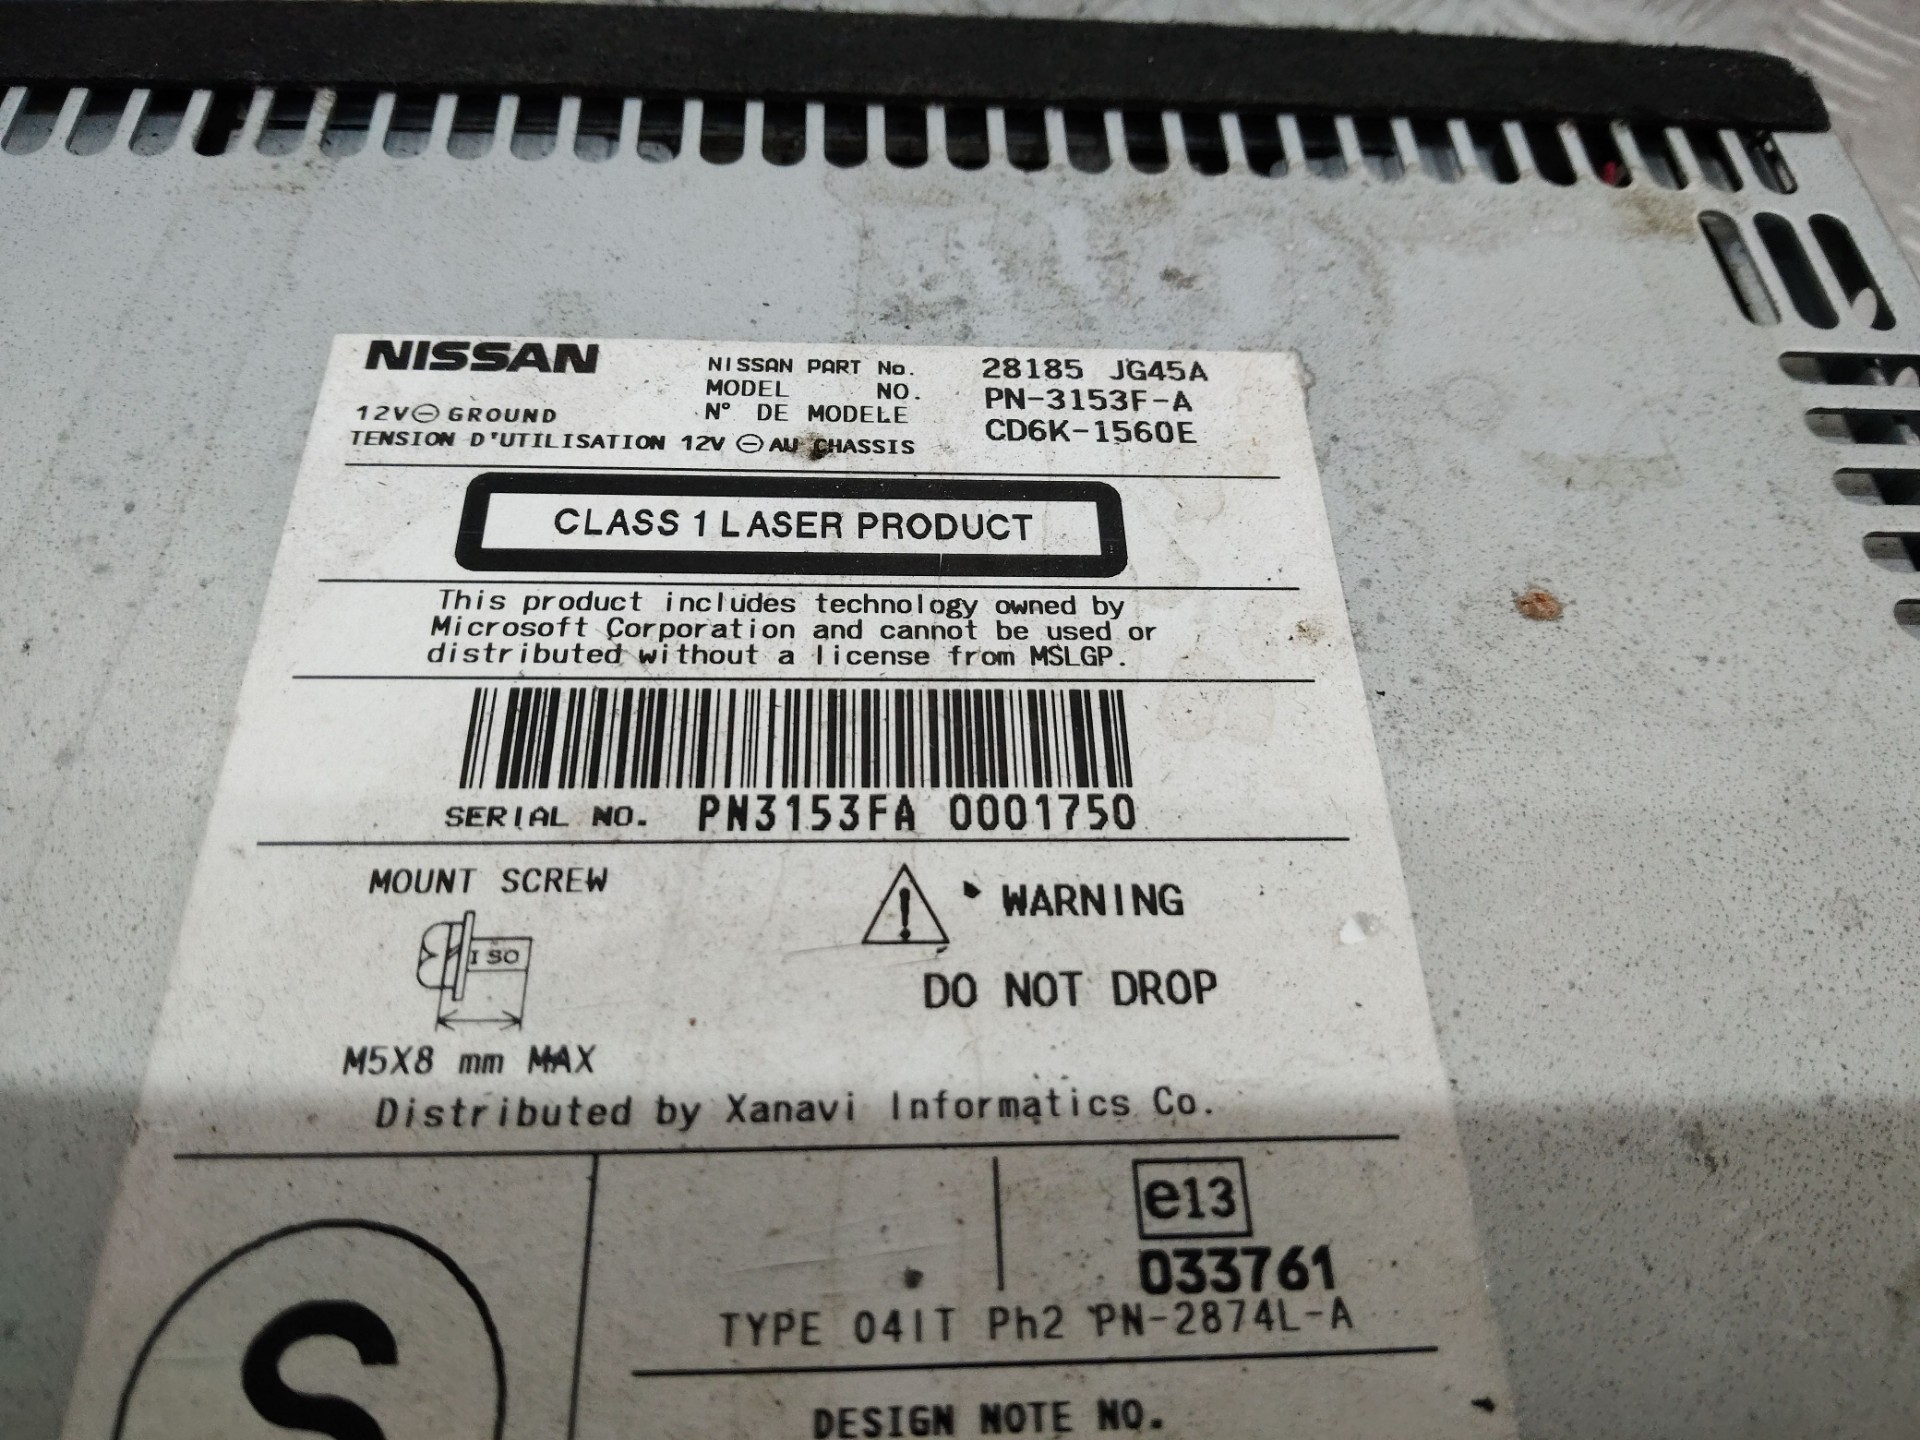 NISSAN
NISSAN PART No. 28185 JG45A
MODEL NO. PN-3153F-A
12V⊖GROUND N° DE MODELE CD6K-1560E
TENSION D'UTILISATION 12V ⊖AU CHASSIS
CLASS 1 LASER PRODUCT
This product includes technology owned by
Microsoft Corporation and cannot be used or
distributed without a license from MSLGP.
SERIAL NO. PN3153FA 0001750
MOUNT SCREW
ISO
M5X8 mm MAX
WARNING
DO NOT DROP
Distributed by Xanavi Informatics Co.
S
e13
033761
TYPE 04IT Ph2 PN-2874L-A
DESIGN NOTE NO.